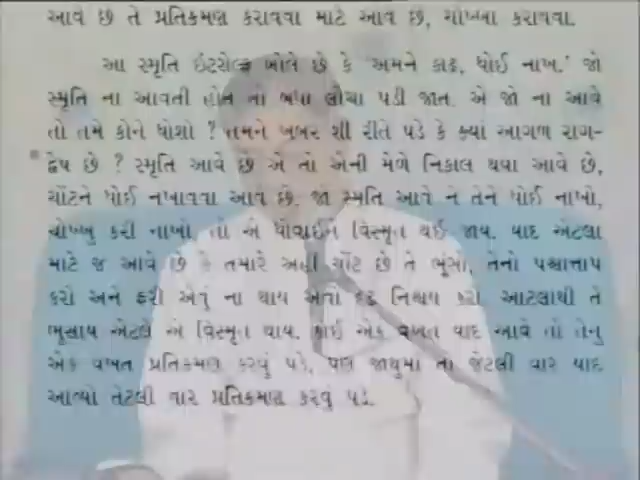 આવે છે તે પ્રતિક્રમણ કરાવવા માટે આવે છે, ચોખ્ખા કરાવવા.
આ સ્મૃતિ ઈટસેલ્ફ બોલે છે કે 'અમને કાઢ, ધોઈ નાખ.' જો
સ્મૃતિ ના આવતી હોત તો બધા લોચા પડી જાત. એ જો ના આવે
તો તમે કોને ધોશો ? તમને ખબર શી રીતે પડે કે ક્યાં આગળ રાગ-
દ્વેષ છે ? સ્મૃતિ આવે છે એ તો એની મેળે નિકાલ થવા આવે છે,
ચોંટને ધોઈ નખાવવા આવે છે. જો સ્મૃતિ આવે ને તેને ધોઈ નાખો,
ચોખ્ખુ કરી નાખો, તો એ ધોવાઈને વિસ્મૃત થઈ જાય. યાદ એટલા
માટે જ આવે છે કે તમારે અહીં ચોંટ છે તે ભૂંસો, તેનો પશ્ચાત્તાપ
કરો અને ફરી એવું ના થાય એવો દૃઢ નિશ્ચય કરો. આટલાથી તે
ભૂંસાય એટલે એ વિસ્મૃત થાય. કોઈ એક વખત યાદ આવે તો તેનું
એક વખત પ્રતિક્રમણ કરવું પડે, પણ જાથુમાં તો જેટલી વાર યાદ
આવ્યો તેટલી વાર પ્રતિક્રમણ કરવું પડે.